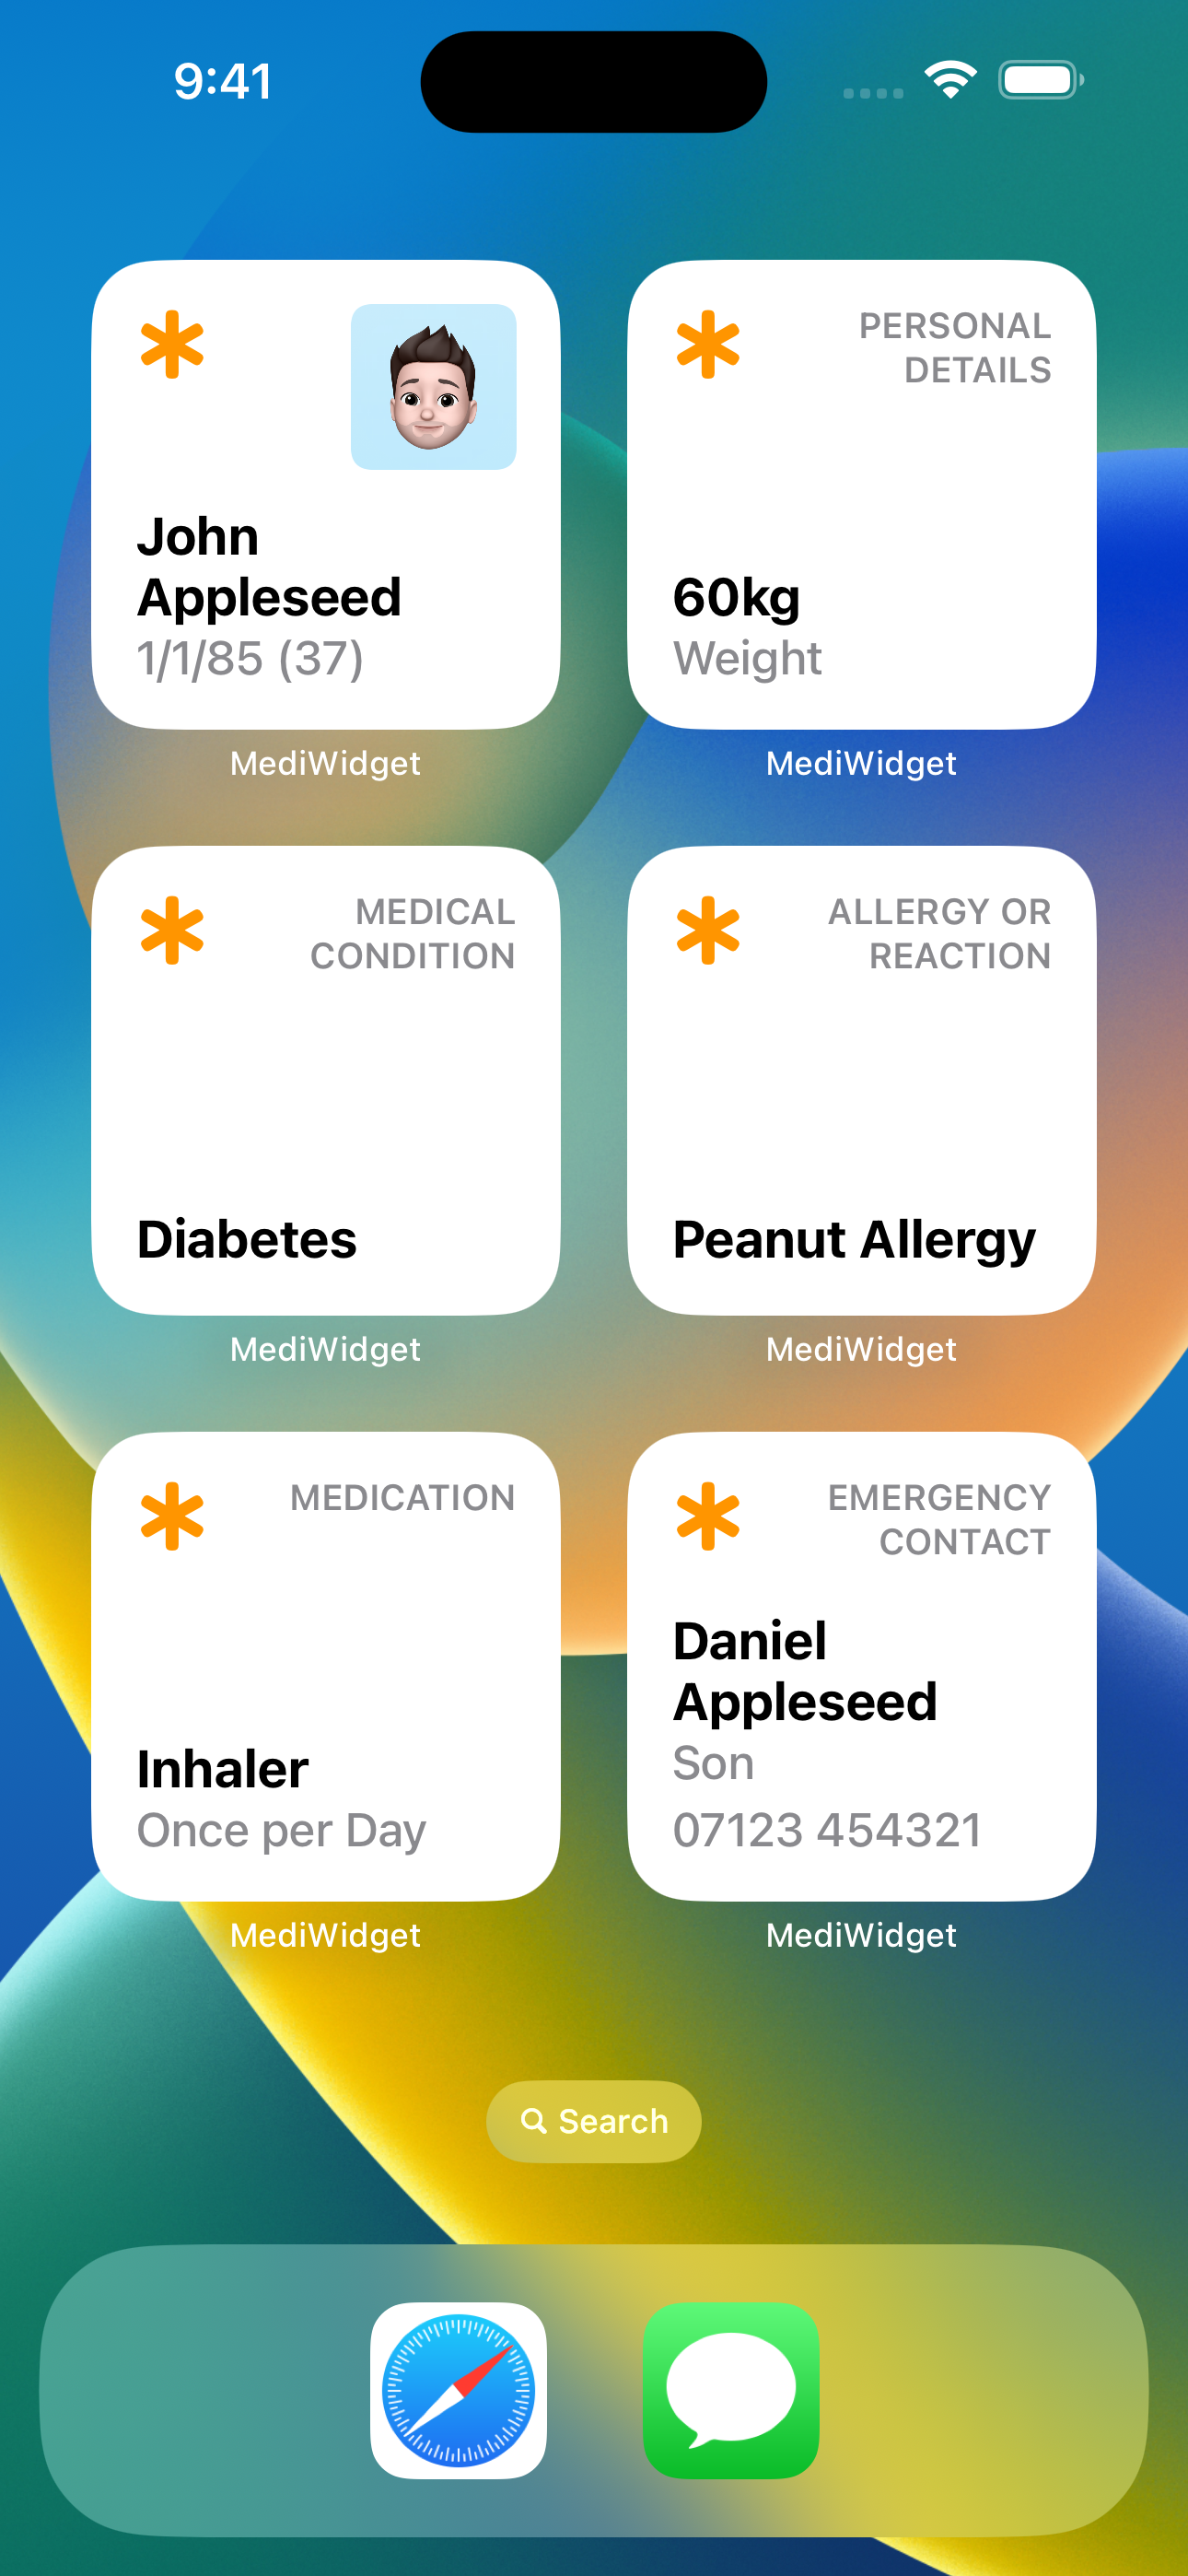 9:41
John
Appleseed
1/1/85 (37)
MediWidget
PERSONAL
DETAILS
60kg
Weight
MediWidget
MEDICAL
CONDITION
Diabetes
MediWidget
ALLERGY OR
REACTION
Peanut Allergy
MediWidget
MEDICATION
Inhaler
Once per Day
MediWidget
EMERGENCY
CONTACT
Daniel
Appleseed
Son
07123 454321
MediWidget
Search